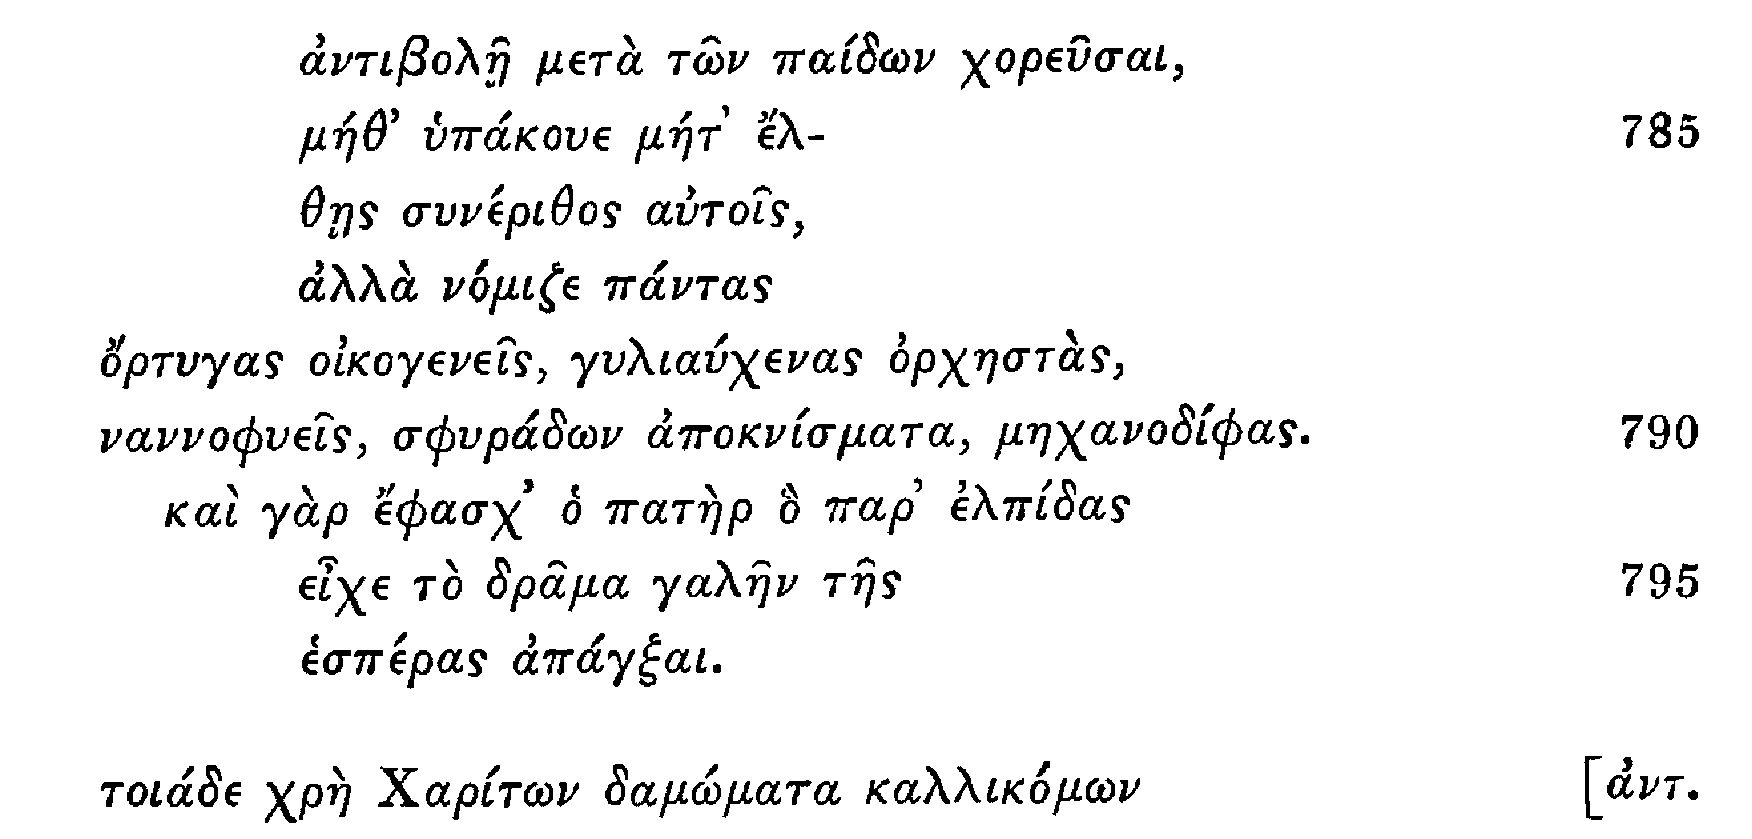 ἀντιβολῇ μετὰ τῶν παίδων χορεῦσαι,
μήθ’ ὑπάκουε μήτ’ ἔλ- 785
θῃς συνέριθος αὐτοῖς,
ἀλλὰ νόμιζε πάντας
ὄρτυγας οἰκογενεῖς, γυλιαύχενας ὀρχηστὰς,
ναννοφυεῖς, σφυράδων ἀποκνίσματα, μηχανοδίφας. 790
καὶ γὰρ ἔφασχ’ ὁ πατὴρ ὃ παρ’ ἐλπίδας
εἶχε τὸ δρᾶμα γαλῆν τῆς 795
ἑσπέρας ἀπάγξαι.
τοιάδε χρὴ Χαρίτων δαμώματα καλλικόμων [ἀντ.